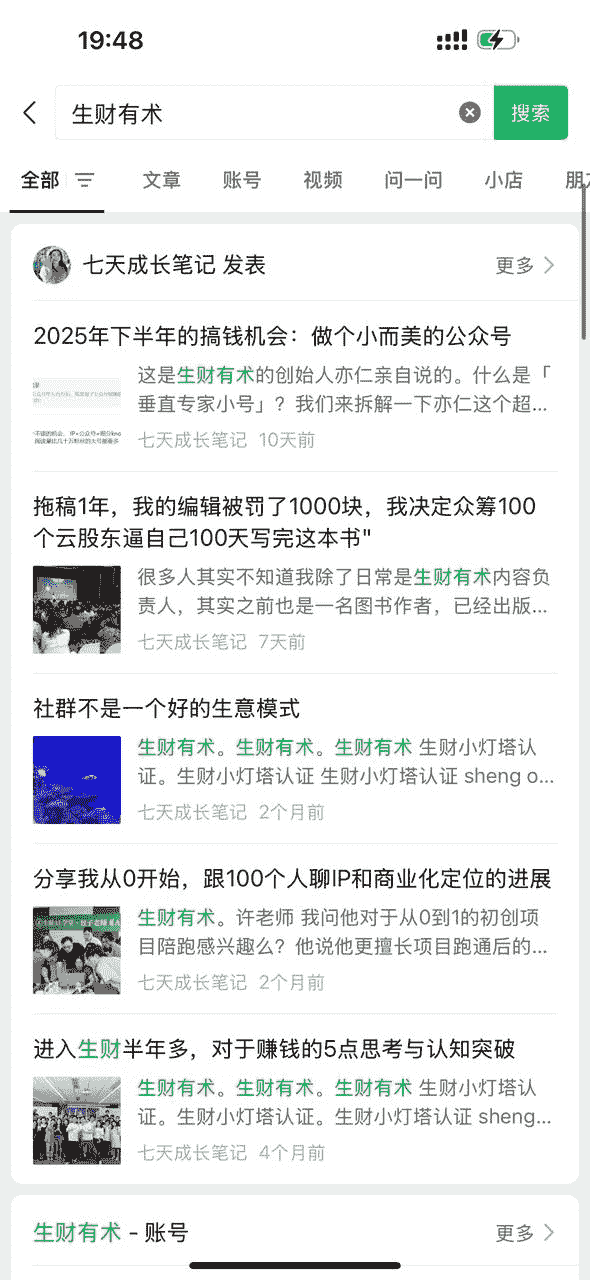 19:48
生财有术
搜索
全部
文章
账号
视频
问一问
小店
七天成长笔记 发表
更多
2025年下半年的搞钱机会：做个小而美的公众号
这是生财有术的创始人亦仁亲自说的。什么是「
垂直专家小号」？我们来拆解一下亦仁这个超...
七天成长笔记 10天前
拖稿1年，我的编辑被罚了1000块，我决定众筹100
个云股东逼自己100天写完这本书"
很多人其实不知道我除了日常是生财有术内容负
责人，其实之前也是一名图书作者，已经出版...
七天成长笔记 7天前
社群不是一个好的生意模式
生财有术。生财有术。生财有术 生财小灯塔认
证。生财小灯塔认证 生财小灯塔认证 sheng o...
七天成长笔记 2个月前
分享我从0开始，跟100个人聊IP和商业化定位的进展
生财有术。许老师 我问他对于从0到1的初创项
目陪跑感兴趣么？他说他更擅长项目跑通后的...
七天成长笔记 2个月前
进入生财半年多，对于赚钱的5点思考与认知突破
生财有术。生财有术。生财有术 生财小灯塔认
证。生财小灯塔认证。生财小灯塔认证 sheng...
七天成长笔记 4个月前
生财有术 - 账号
更多